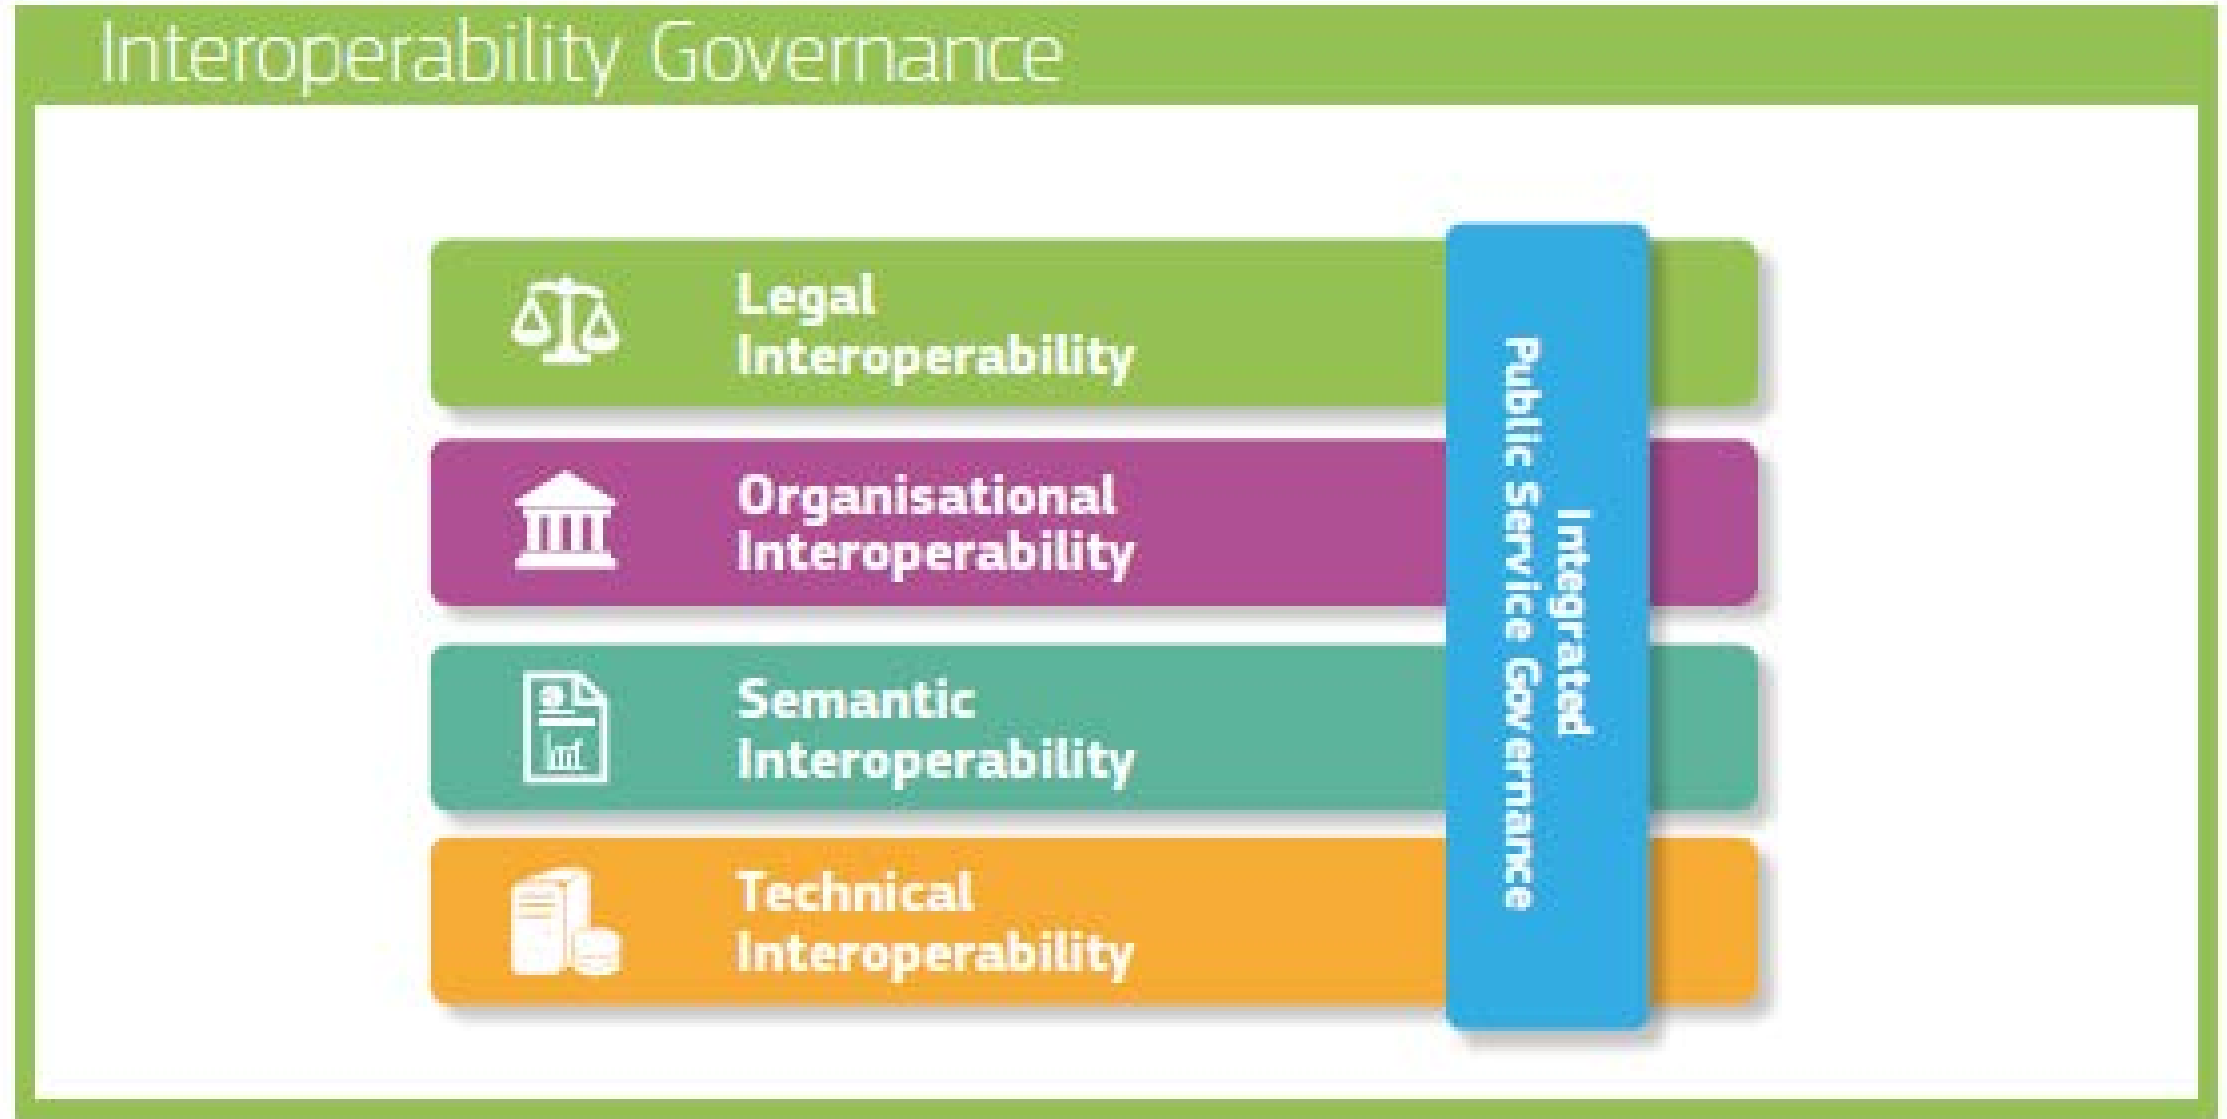 Interoperability Governance
Legal
Interoperability
Organisational
Interoperability
Semantic
Interoperability
Technical
Interoperability
Integrated
Public Service Governance